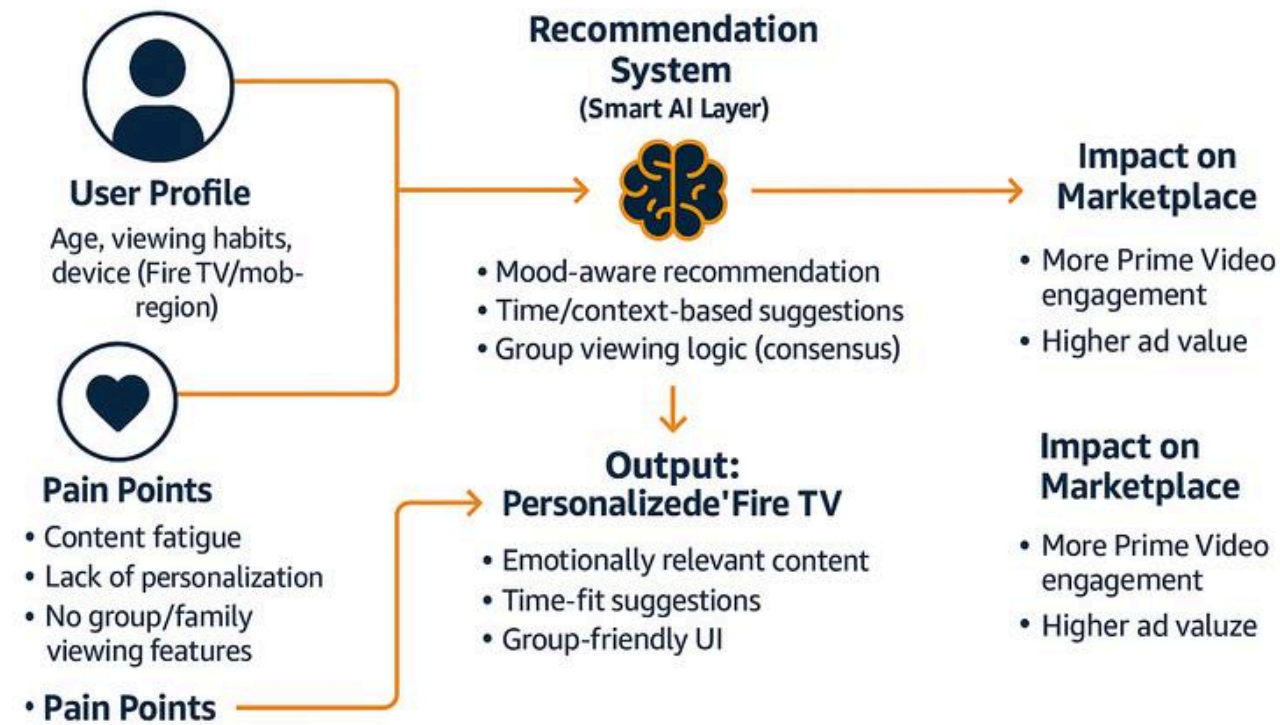 User Profile
Age, viewing habits,
device (Fire TV/mob-
region)
Pain Points
• Content fatigue
• Lack of personalization
• No group/family
viewing features
• Pain Points
Recommendation
System
(Smart AI Layer)
• Mood-aware recommendation
• Time/context-based suggestions
• Group viewing logic (consensus)
Output:
Personalizede'Fire TV
• Emotionally relevant content
• Time-fit suggestions
• Group-friendly UI
Impact on
Marketplace
• More Prime Video
engagement
• Higher ad value
Impact on
Marketplace
• More Prime Video
engagement
• Higher ad valuze